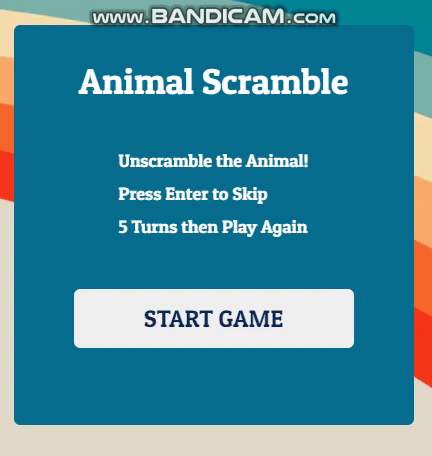 www.BANDICAM.com
Animal Scramble
Unscramble the Animal!
Press Enter to Skip
5 Turns then Play Again
START GAME